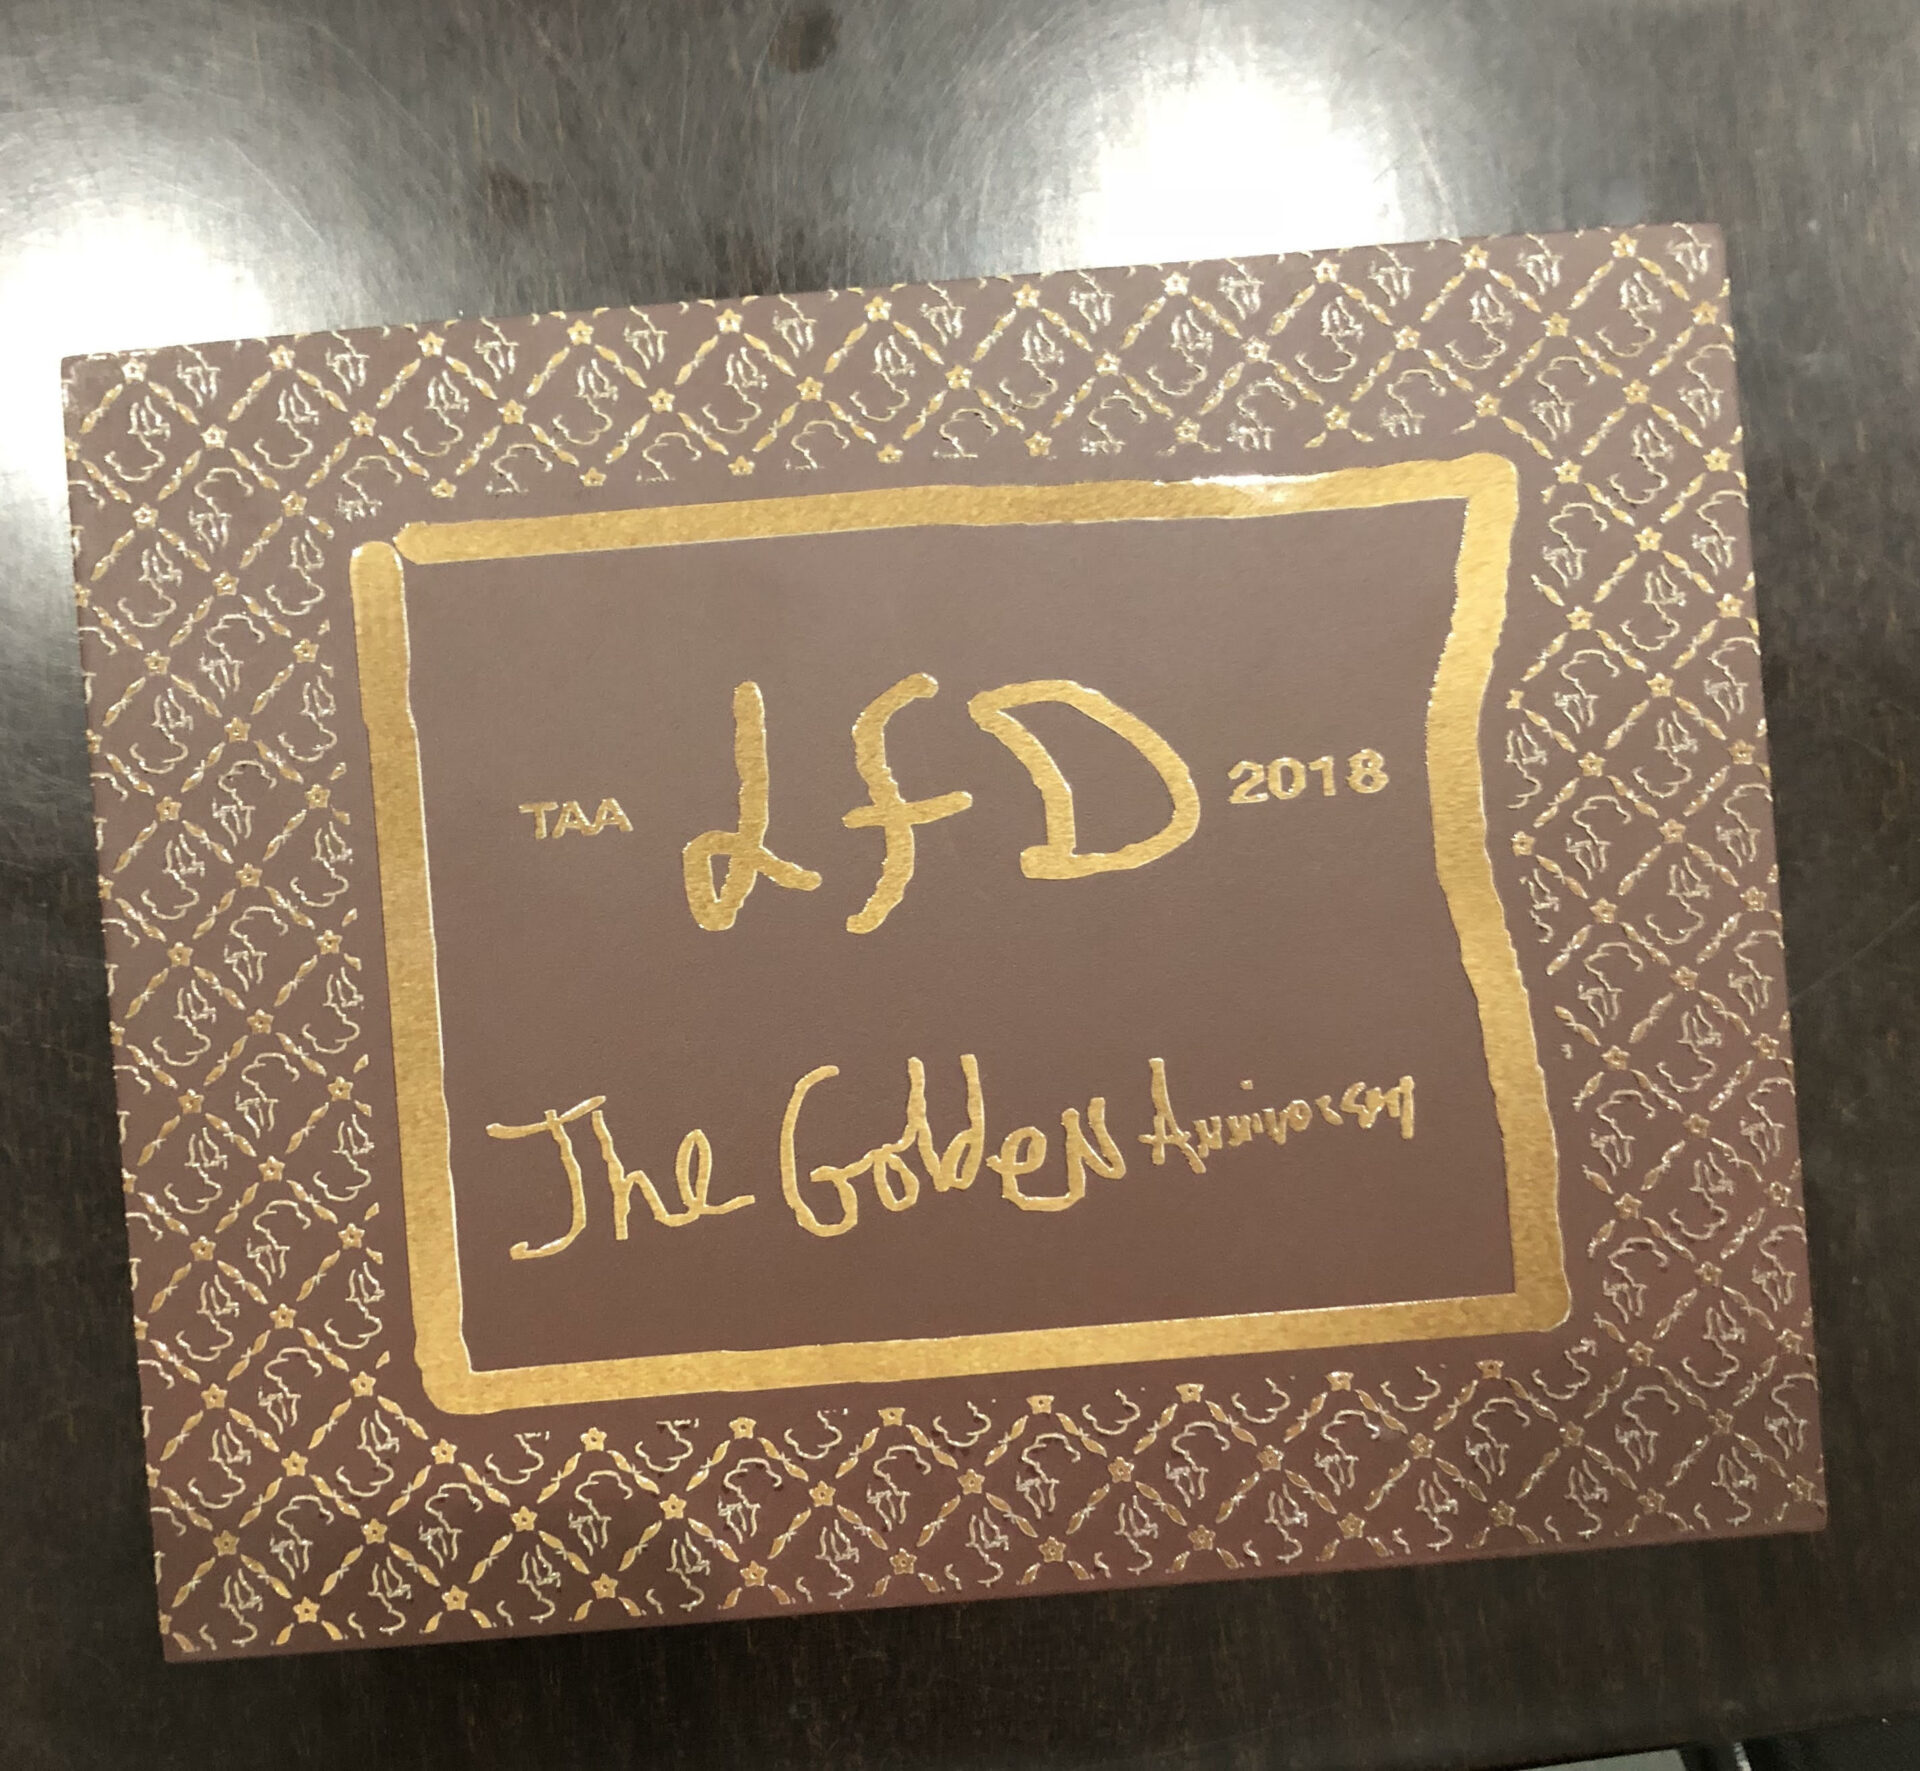 TAA LFD 2018
The Golden Anniversary